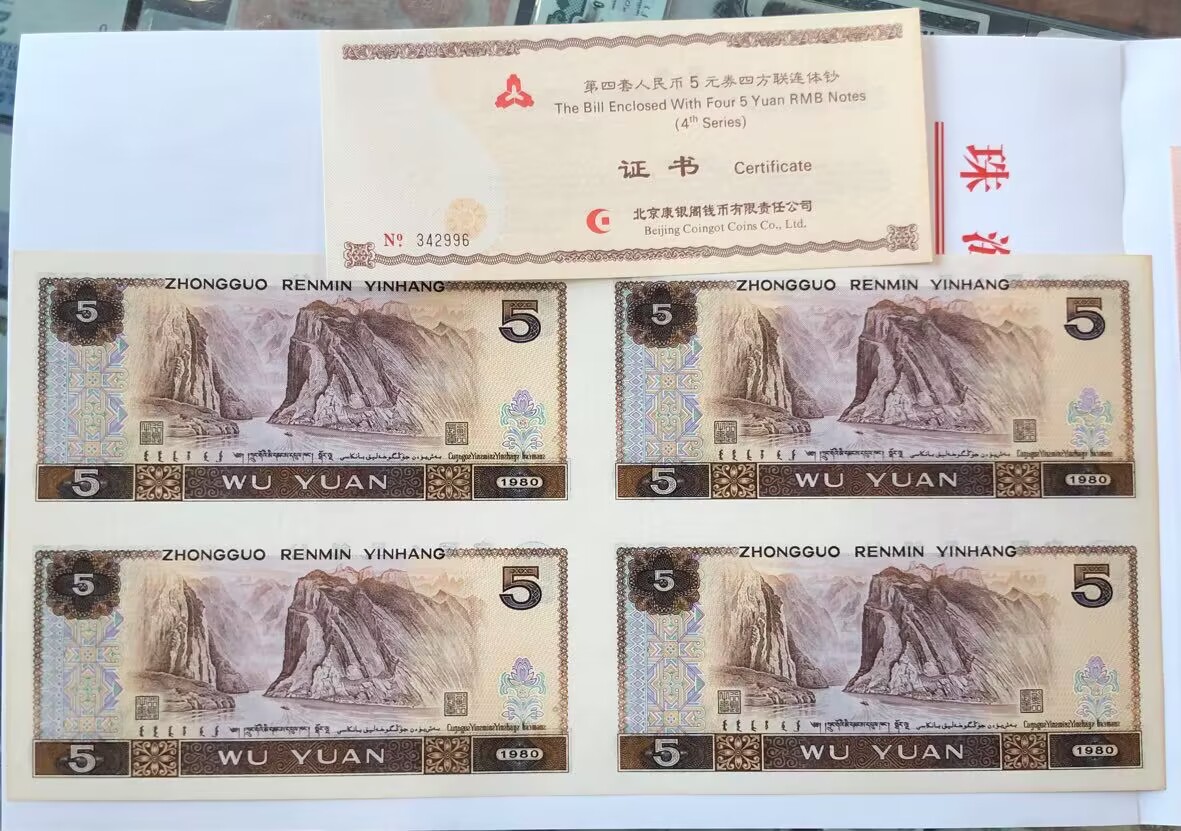 第四套人民币5元券四方联连体钞
The Bill Enclosed With Four 5 Yuan RMB Notes
(4th Series)
证书 Certificate
北京康银阁钱币有限责任公司
Beijing Coingot Coins Co., Ltd.
Nº 342996
珠
ZHONGGUO RENMIN YINHANG
5 5
5 WU YUAN 1980
ZHONGGUO RENMIN YINHANG
5 5
5 WU YUAN 1980
ZHONGGUO RENMIN YINHANG
5 5
5 WU YUAN 1980
ZHONGGUO RENMIN YINHANG
5 5
5 WU YUAN 1980